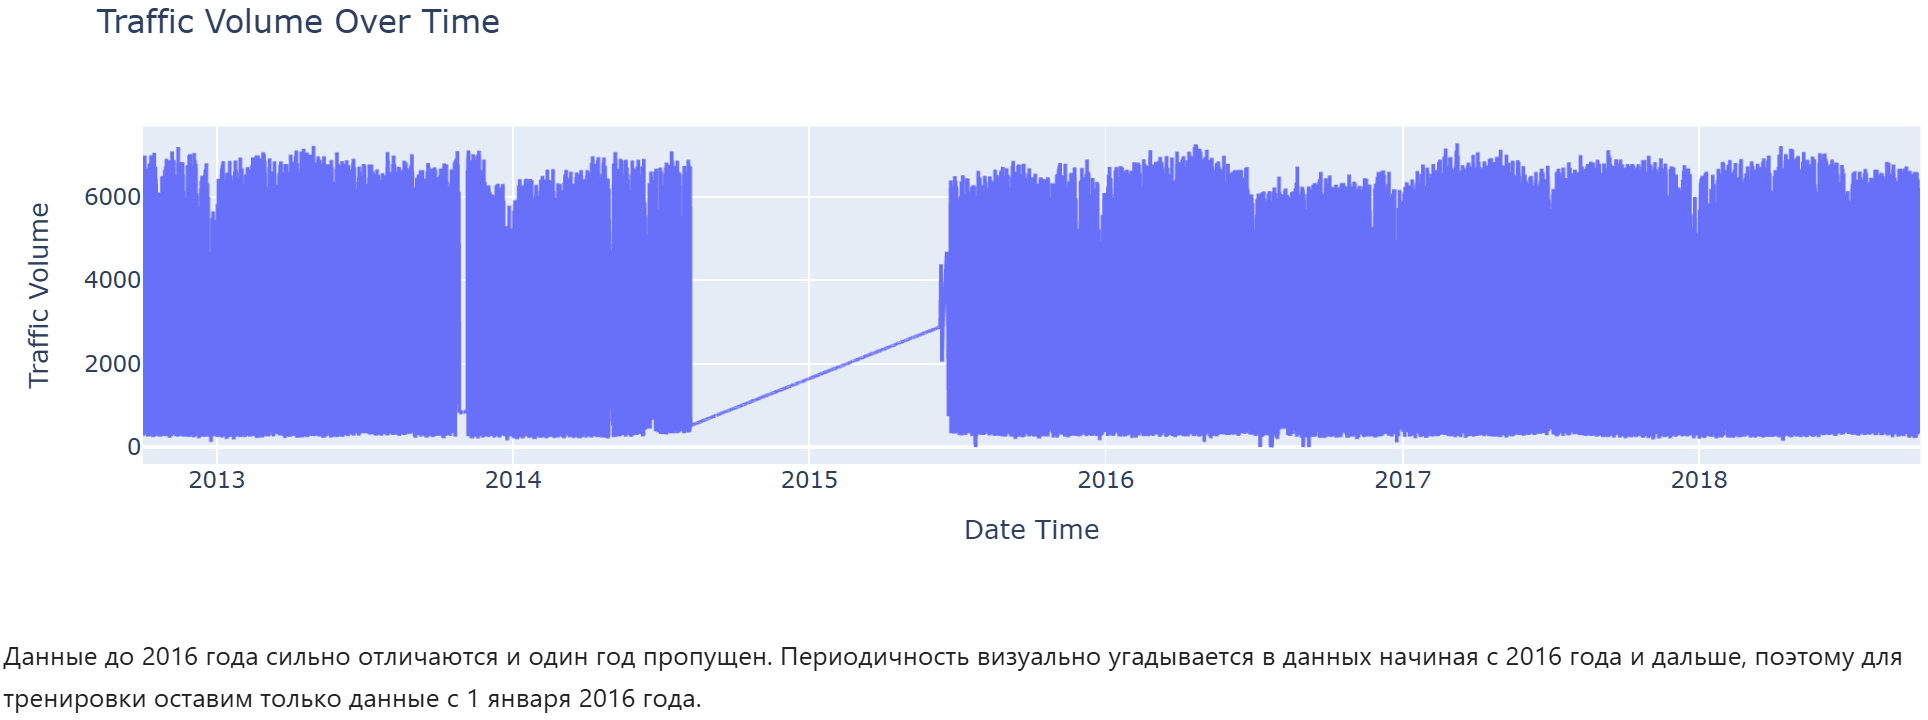 Traffic Volume Over Time
Traffic Volume
6000
4000
2000
0
2013 2014 2015 2016 2017 2018
Date Time
Данные до 2016 года сильно отличаются и один год пропущен. Периодичность визуально угадывается в данных начиная с 2016 года и дальше, поэтому для
тренировки оставим только данные с 1 января 2016 года.